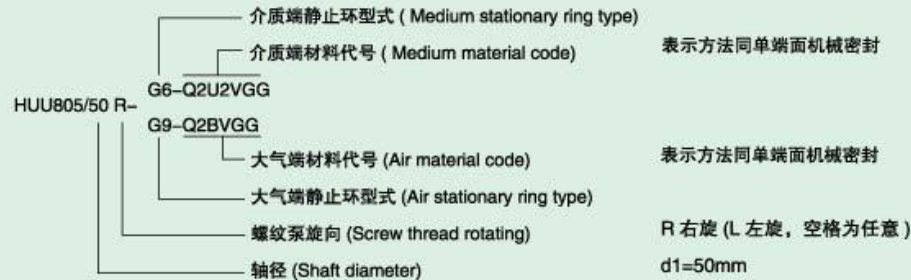 介质端静止环型式 ( Medium stationary ring type)
介质端材料代号 ( Medium material code) 表示方法同单端面机械密封
G6-Q2U2VGG
HUU805/50 R-
G9-Q2BVGG
大气端材料代号 (Air material code) 表示方法同单端面机械密封
大气端静止环型式 (Air stationary ring type)
螺纹泵旋向 (Screw thread rotating) R 右旋 (L 左旋，空格为任意 )
轴径 (Shaft diameter) d1=50mm